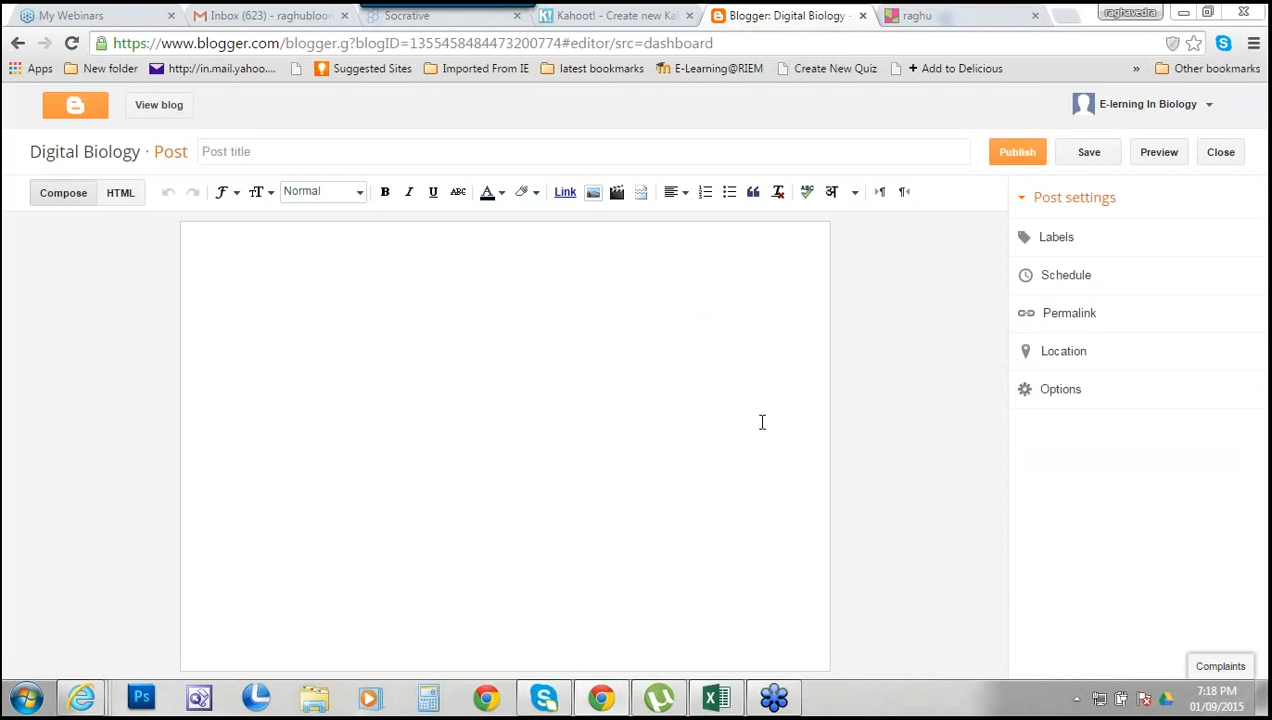 My Webinars
Inbox (623) - raghubloon
Socrative
Kahoot! - Create new Ka
Blogger: Digital Biology -
raghu
raghavedra
https://www.blogger.com/blogger.g?blogID=1355458484473200774#editor/src=dashboard
Apps
New folder
http://in.mail.yahoo....
Suggested Sites
Imported From IE
latest bookmarks
E-Learning@RIEM
Create New Quiz
+ Add to Delicious
»
Other bookmarks
View blog
E-lerning In Biology
Digital Biology · Post
Post title
Publish
Save
Preview
Close
Compose
HTML
Normal
B
I
U
ABC
A
Link
अ
Post settings
Labels
Schedule
Permalink
Location
Options
Complaints
Ps
7:18 PM
01/09/2015